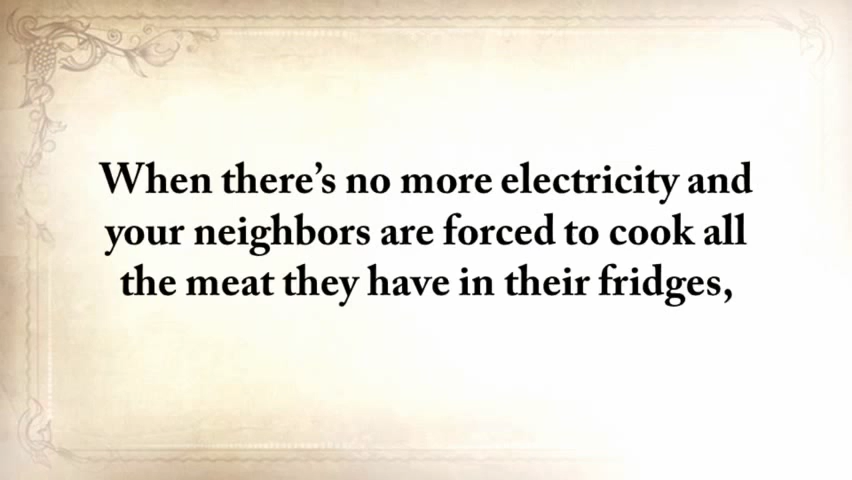 When there’s no more electricity and
your neighbors are forced to cook all
the meat they have in their fridges,